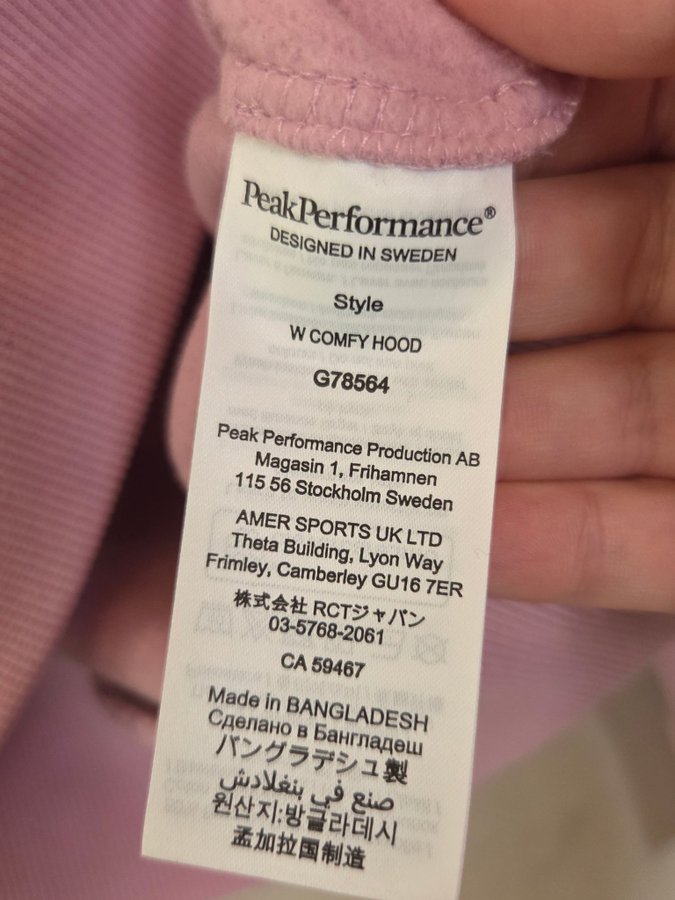 PeakPerformance®
DESIGNED IN SWEDEN
Style
W COMFY HOOD
G78564
Peak Performance Production AB
Magasin 1, Frihamnen
115 56 Stockholm Sweden
AMER SPORTS UK LTD
Theta Building, Lyon Way
Frimley, Camberley GU16 7ER
株式会社 RCTジャパン
03-5768-2061
CA 59467
Made in BANGLADESH
Сделано в Бангладеш
バングラデシュ製
صنع في بنغلادش
원산지:방글라데시
孟加拉国制造